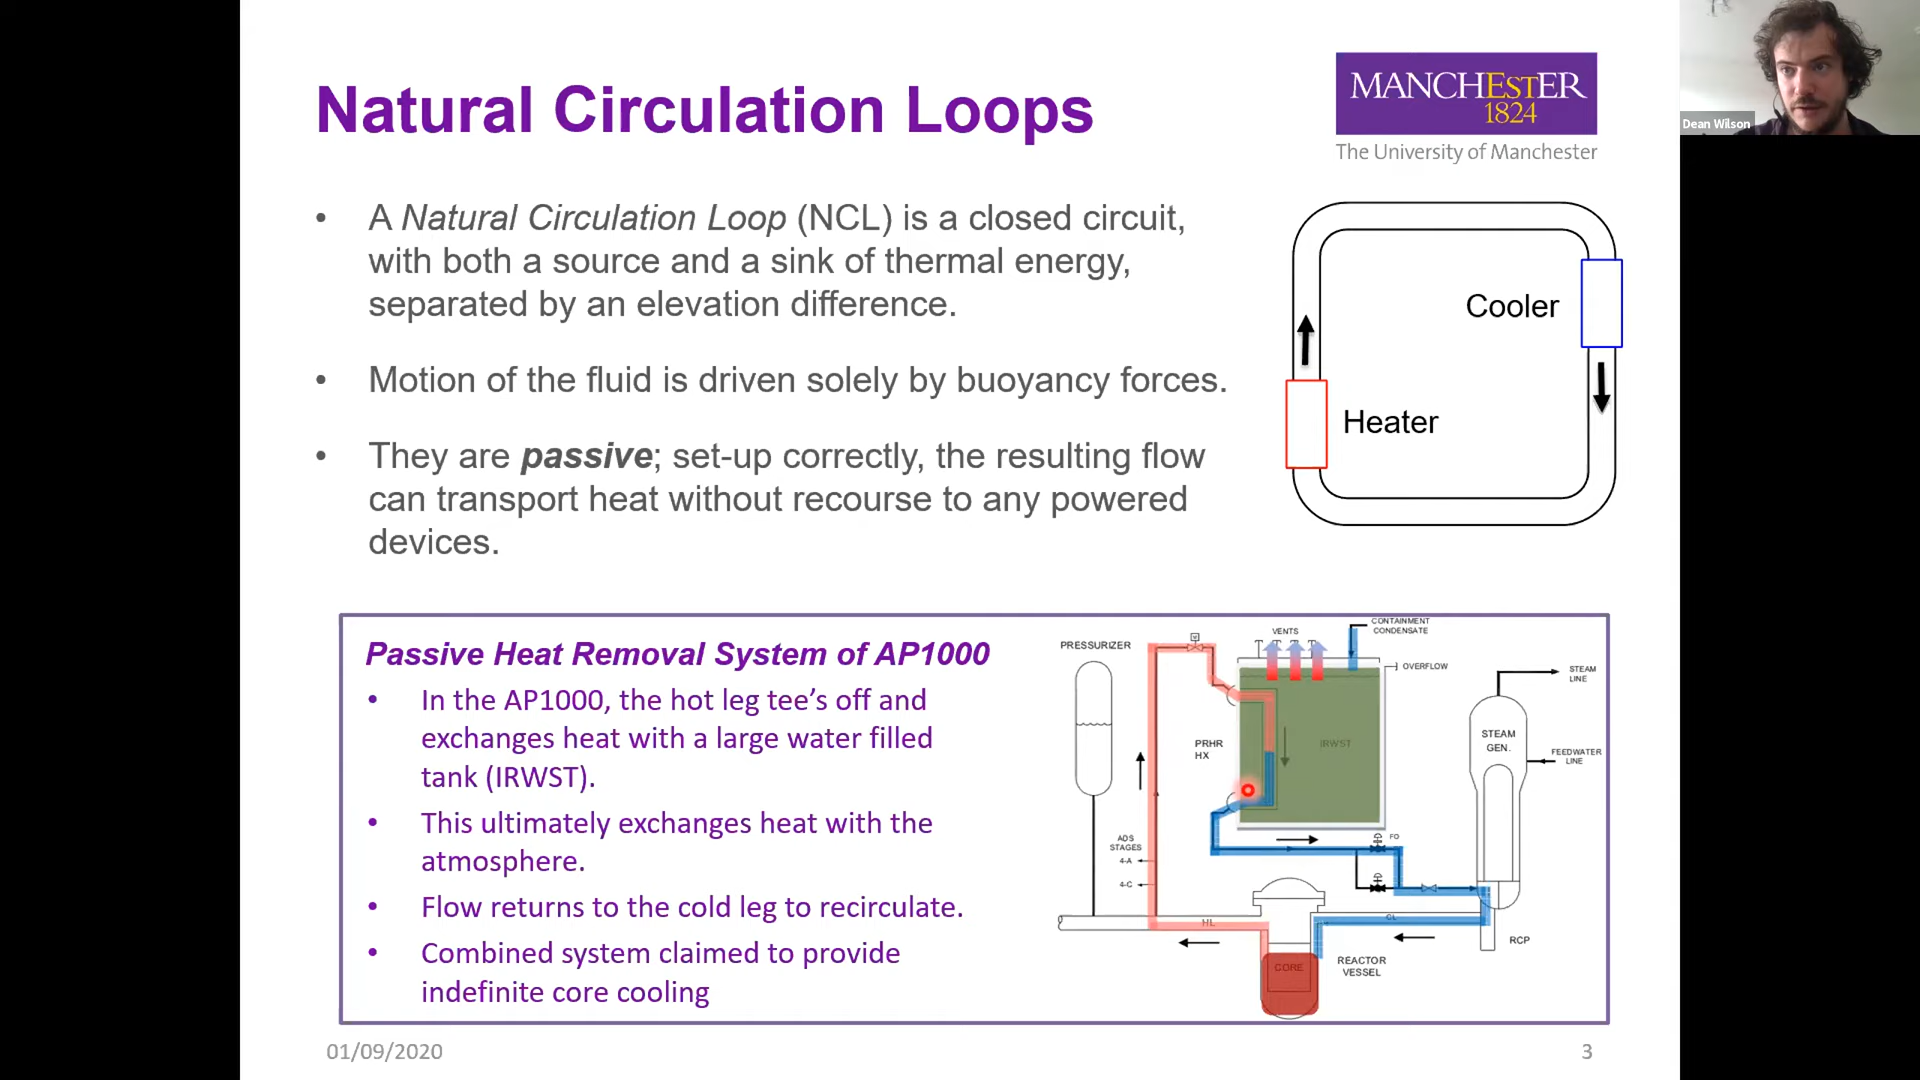 Natural Circulation Loops
MANCHESTER
1824
The University of Manchester
Dean Wilson
• A Natural Circulation Loop (NCL) is a closed circuit,
with both a source and a sink of thermal energy,
separated by an elevation difference.
• Motion of the fluid is driven solely by buoyancy forces.
• They are passive; set-up correctly, the resulting flow
can transport heat without recourse to any powered
devices.
Cooler
Heater
Passive Heat Removal System of AP1000
• In the AP1000, the hot leg tee's off and
exchanges heat with a large water filled
tank (IRWST).
• This ultimately exchanges heat with the
atmosphere.
• Flow returns to the cold leg to recirculate.
• Combined system claimed to provide
indefinite core cooling
PRESSURIZER
VENTS
CONTAINMENT
CONDENSATE
OVERFLOW
STEAM
LINE
STEAM
GEN.
FEEDWATER
LINE
PRHR
HX
IRWST
ADS
STAGES
4-A
4-C
FO
HL
CL
RCP
CORE
REACTOR
VESSEL
01/09/2020
3